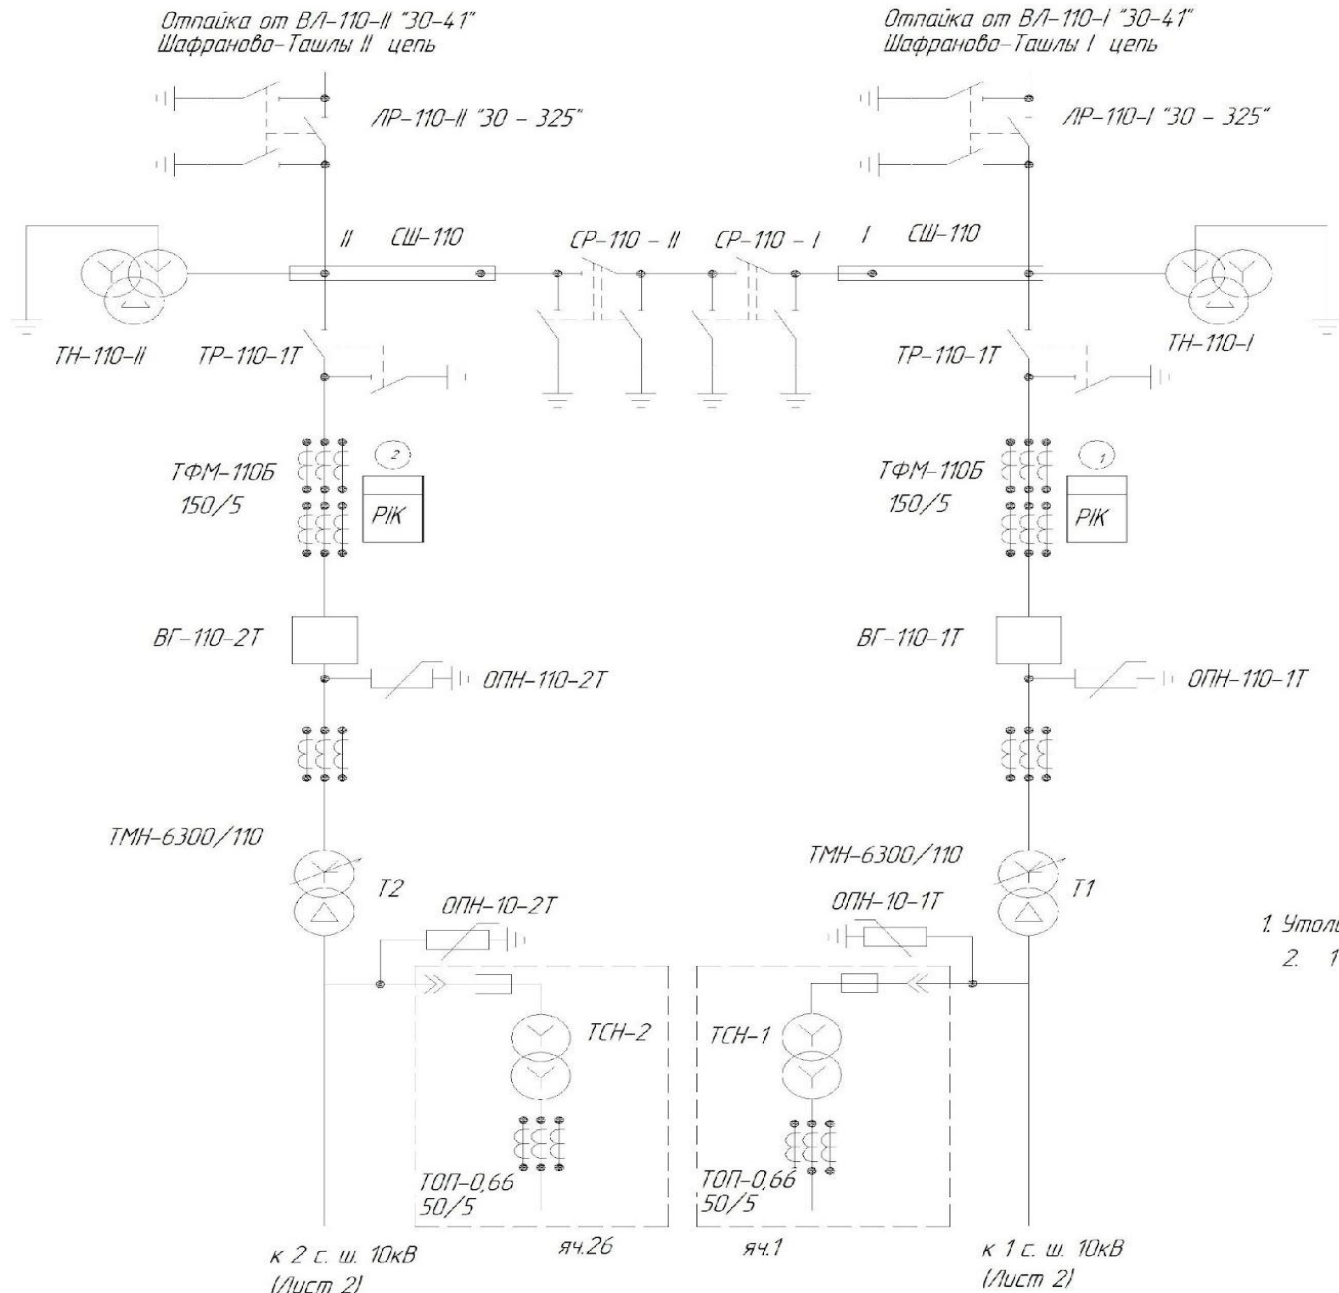 Отпайка от ВЛ-110-II "30-41"
Шафраново-Ташлы II цепь
Отпайка от ВЛ-110-I "30-41"
Шафраново-Ташлы I цепь
ЛР-110-II "30 - 325"
ЛР-110-I "30 - 325"
II СШ-110
СР-110 - II
СР-110 - I
I СШ-110
ТН-110-II
ТР-110-1Т
ТР-110-1Т
ТН-110-I
ТФМ-110Б
150/5
2
PIK
ТФМ-110Б
150/5
1
PIK
ВГ-110-2Т
ОПН-110-2Т
ВГ-110-1Т
ОПН-110-1Т
ТМН-6300/110
Т2
ТМН-6300/110
Т1
ОПН-10-2Т
ОПН-10-1Т
1. Утол
2. 1
ТСН-2
ТСН-1
ТОП-0,66
50/5
ТОП-0,66
50/5
яч.26
яч.1
к 2 с. ш. 10кВ
(Лист 2)
к 1 с. ш. 10кВ
(Лист 2)